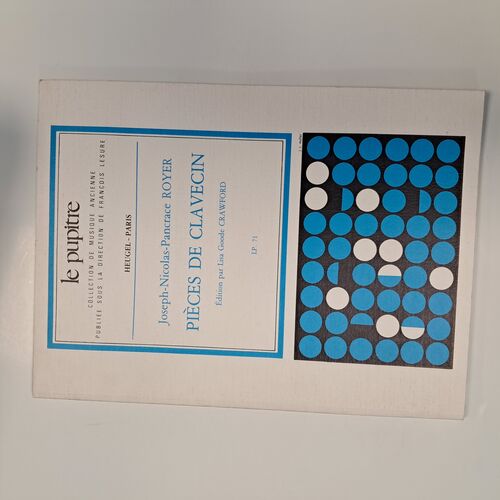 le pupitre
COLLECTION DE MUSIQUE ANCIENNE
PUBLIÉE SOUS LA DIRECTION DE FRANÇOIS LESURE
HEUGEL - PARIS
Joseph-Nicolas-Pancrace ROYER
PIÈCES DE CLAVECIN
Édition par Lisa Goode CRAWFORD
LP. 71